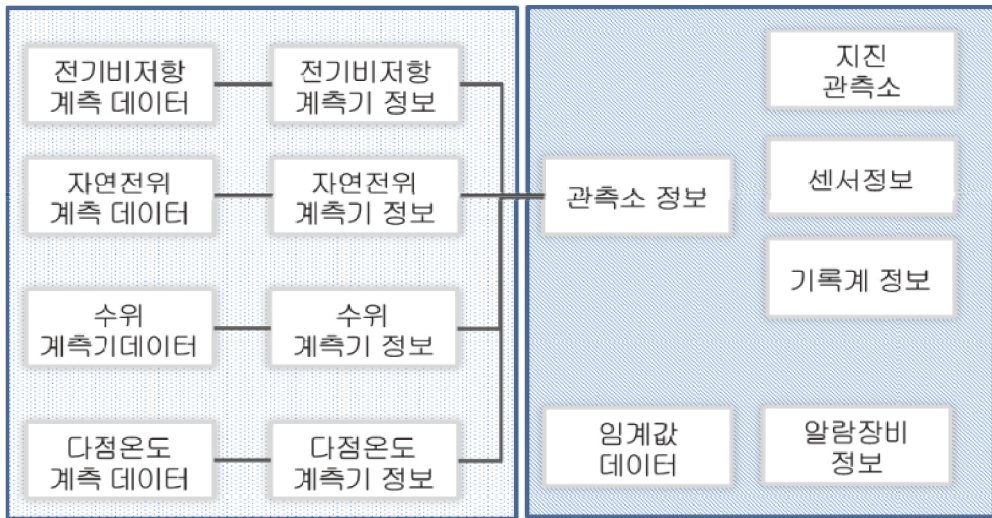 전기비저항
계측 데이터
전기비저항
계측기 정보
자연전위
계측 데이터
자연전위
계측기 정보
수위
계측기데이터
수위
계측기 정보
다점온도
계측 데이터
다점온도
계측기 정보
관측소 정보
지진
관측소
센서정보
기록계 정보
임계값
데이터
알람장비
정보